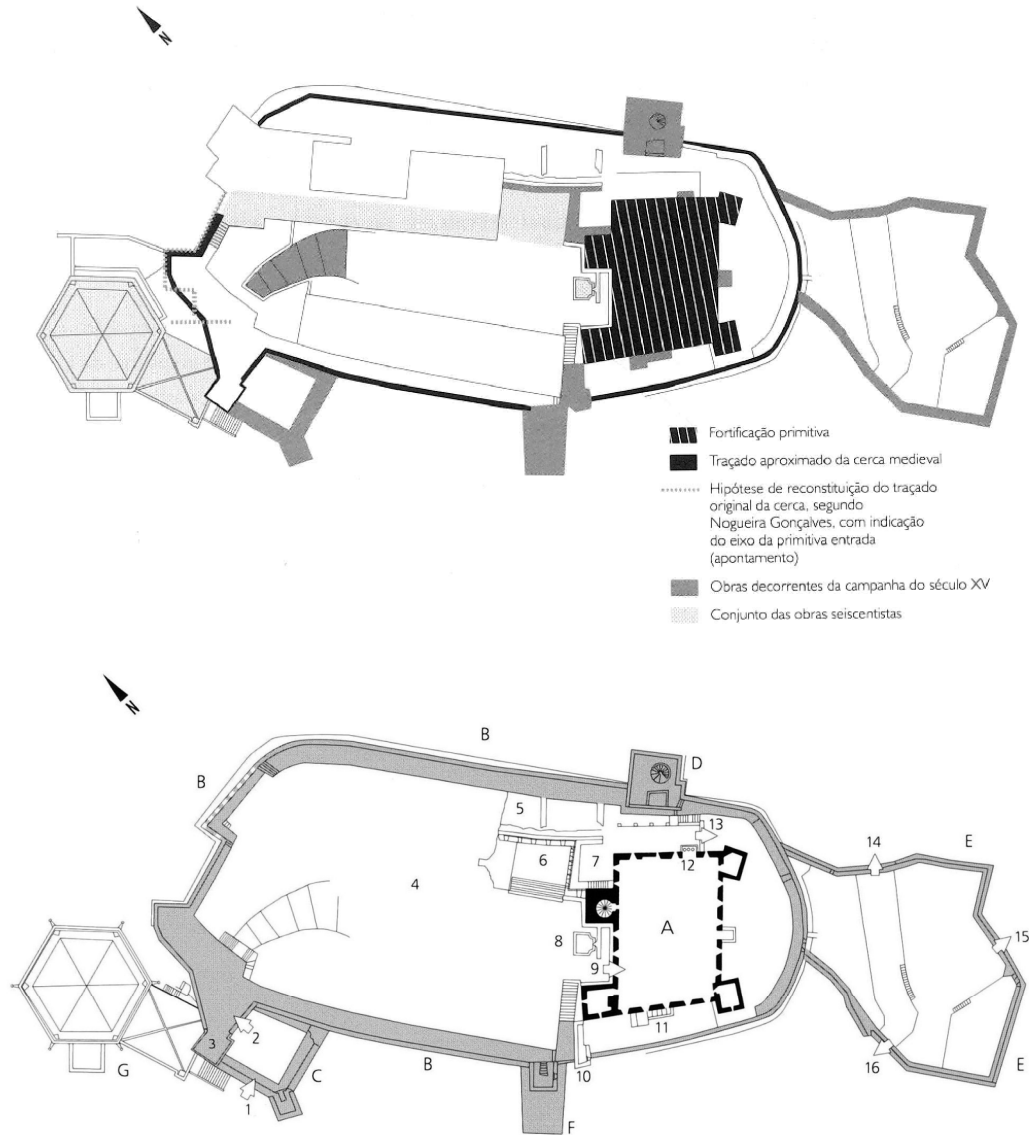 N
Fortificação primitiva
Traçado aproximado da cerca medieval
Hipótese de reconstituição do traçado
original da cerca, segundo
Nogueira Gonçalves, com indicação
do eixo da primitiva entrada
(apontamento)
Obras decorrentes da campanha do século XV
Conjunto das obras seiscentistas
N
B
B
D
5
13
14
E
6
7
12
4
A
15
8
9
11
2
3
16
G
C
B
10
E
1
F